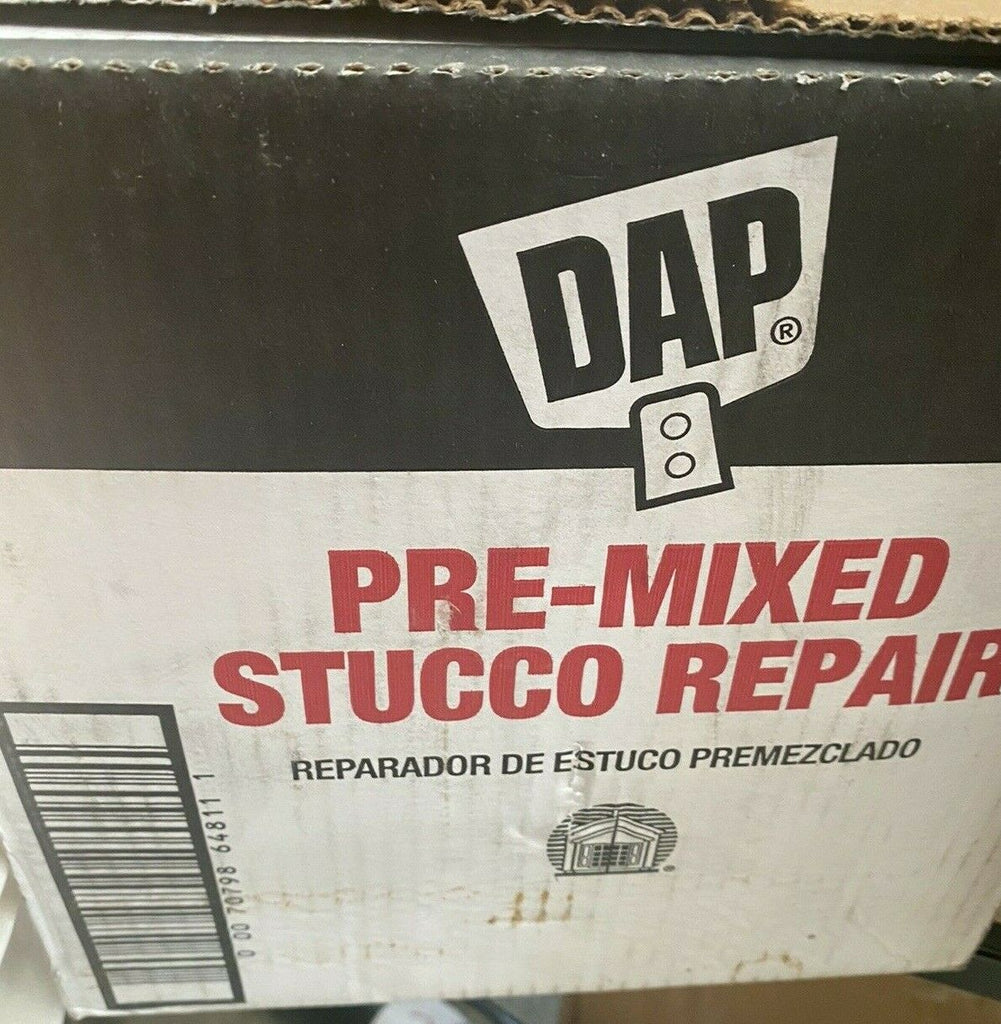 DAP®
PRE-MIXED
STUCCO REPAIR
REPARADOR DE ESTUCO PREMEZCLADO
®
0 00 70798 64811 1